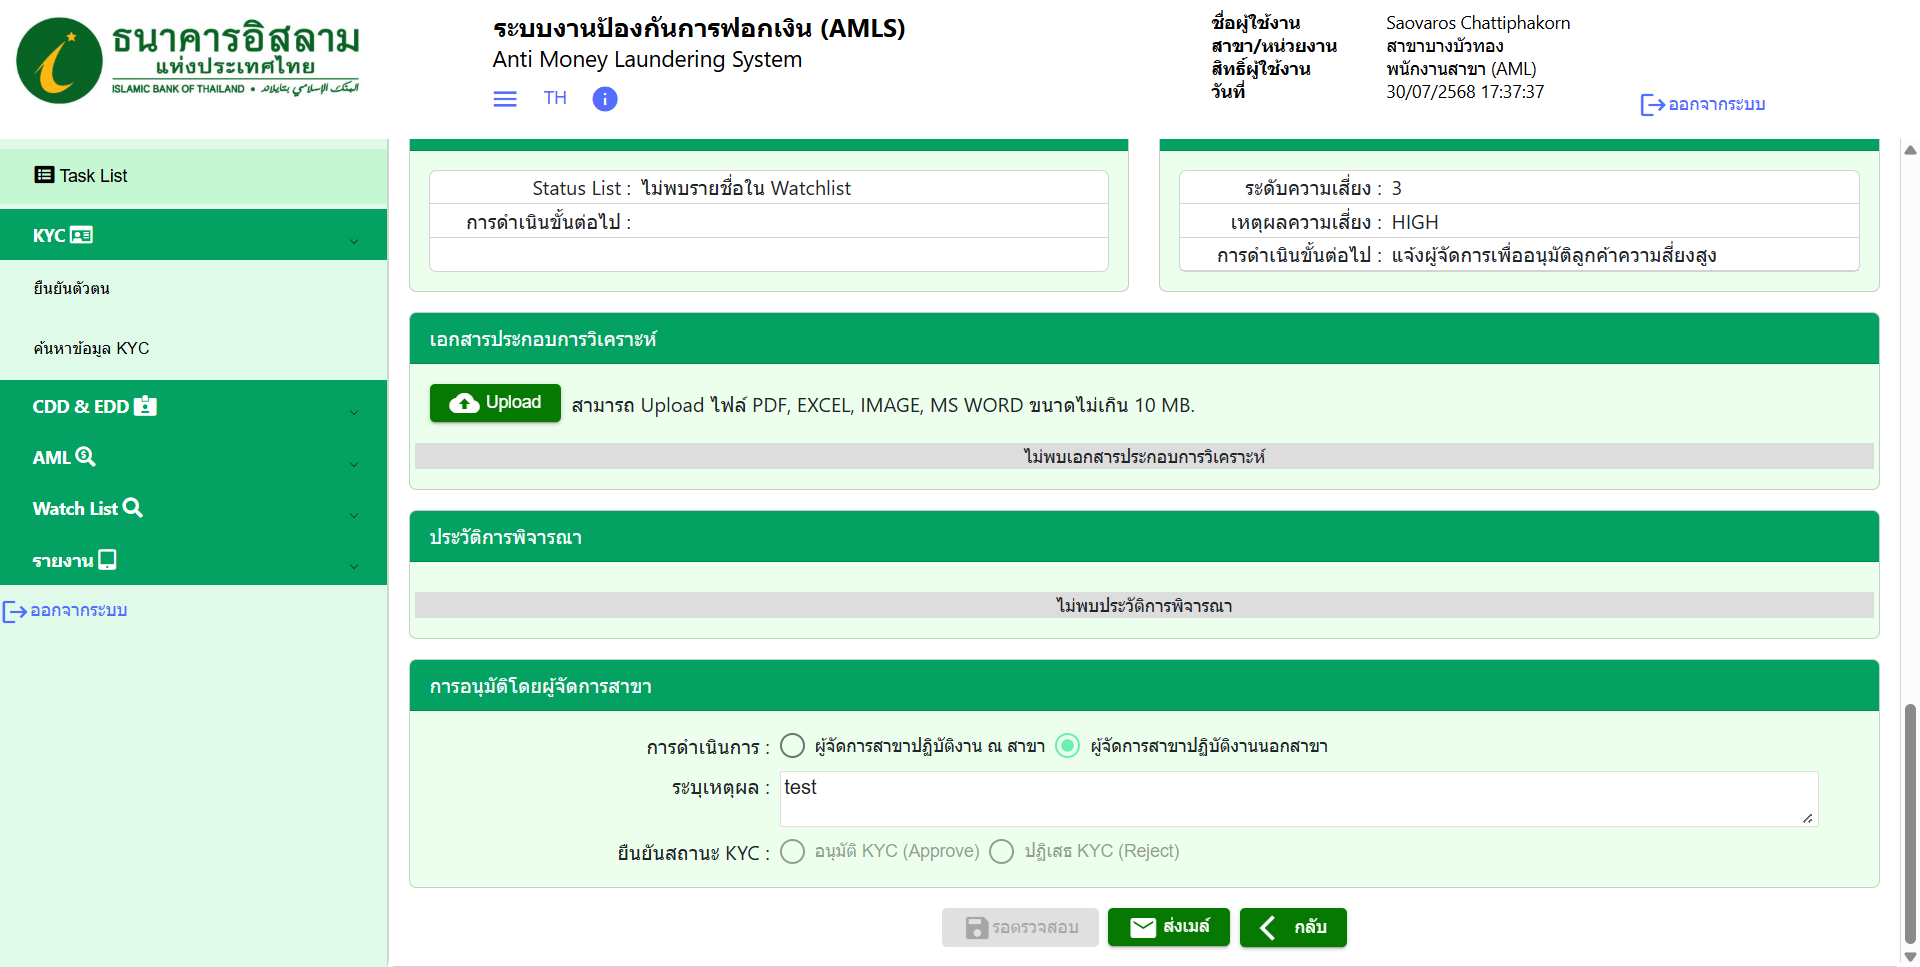 ธนาคารอิสลาม
แห่งประเทศไทย
ISLAMIC BANK OF THAILAND •
ระบบงานป้องกันการฟอกเงิน (AMLS)
Anti Money Laundering System
TH
ชื่อผู้ใช้งาน Saovaros Chattiphakorn
สาขา/หน่วยงาน สาขาบางบัวทอง
สิทธิ์ผู้ใช้งาน พนักงานสาขา (AML)
วันที่ 30/07/2568 17:37:37
ออกจากระบบ
Task List
KYC
ยืนยันตัวตน
ค้นหาข้อมูล KYC
CDD & EDD
AML
Watch List
รายงาน
ออกจากระบบ
Status List : ไม่พบรายชื่อใน Watchlist
การดำเนินขั้นต่อไป :
ระดับความเสี่ยง : 3
เหตุผลความเสี่ยง : HIGH
การดำเนินขั้นต่อไป : แจ้งผู้จัดการเพื่ออนุมัติลูกค้าความสี่ยงสูง
เอกสารประกอบการวิเคราะห์
Upload สามารถ Upload ไฟล์ PDF, EXCEL, IMAGE, MS WORD ขนาดไม่เกิน 10 MB.
ไม่พบเอกสารประกอบการวิเคราะห์
ประวัติการพิจารณา
ไม่พบประวัติการพิจารณา
การอนุมัติโดยผู้จัดการสาขา
การดำเนินการ : ผู้จัดการสาขาปฏิบัติงาน ณ สาขา ผู้จัดการสาขาปฏิบัติงานนอกสาขา
ระบุเหตุผล : test
ยืนยันสถานะ KYC : อนุมัติ KYC (Approve) ปฏิเสธ KYC (Reject)
รอตรวจสอบ ส่งเมล์ กลับ